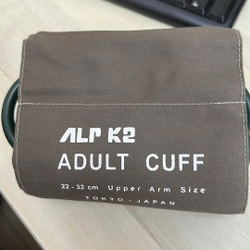 ALP K2
ADULT CUFF
22-32 cm Upper Arm Size
TOKYO-JAPAN